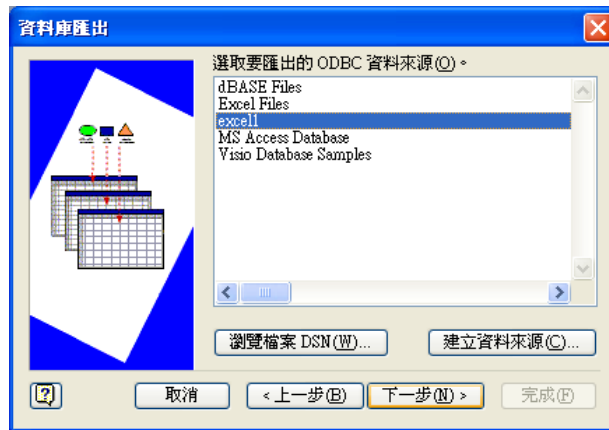 資料庫匯出
選取要匯出的 ODBC 資料來源(O)。
dBASE Files
Excel Files
excel1
MS Access Database
Visio Database Samples
瀏覽檔案 DSN(W)...
建立資料來源(C)...
取消
< 上一步(B)
下一步(N) >
完成(F)